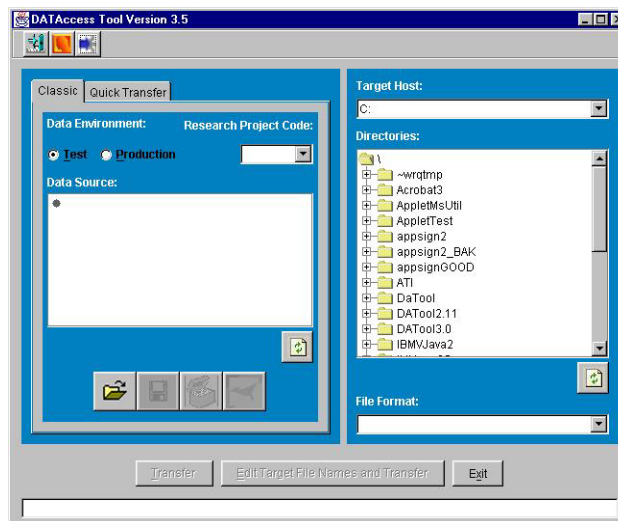 DATAccess Tool Version 3.5
Classic
Quick Transfer
Data Environment:
Research Project Code:
Test
Production
Data Source:
Target Host:
C:
Directories:
\
~wrqtmp
Acrobat3
AppletMsUtil
AppletTest
appsign2
appsign2_BAK
appsignGOOD
ATI
DaTool
DATool2.11
DATool3.0
IBMVJava2
File Format:
Transfer
Edit Target File Names and Transfer
Exit